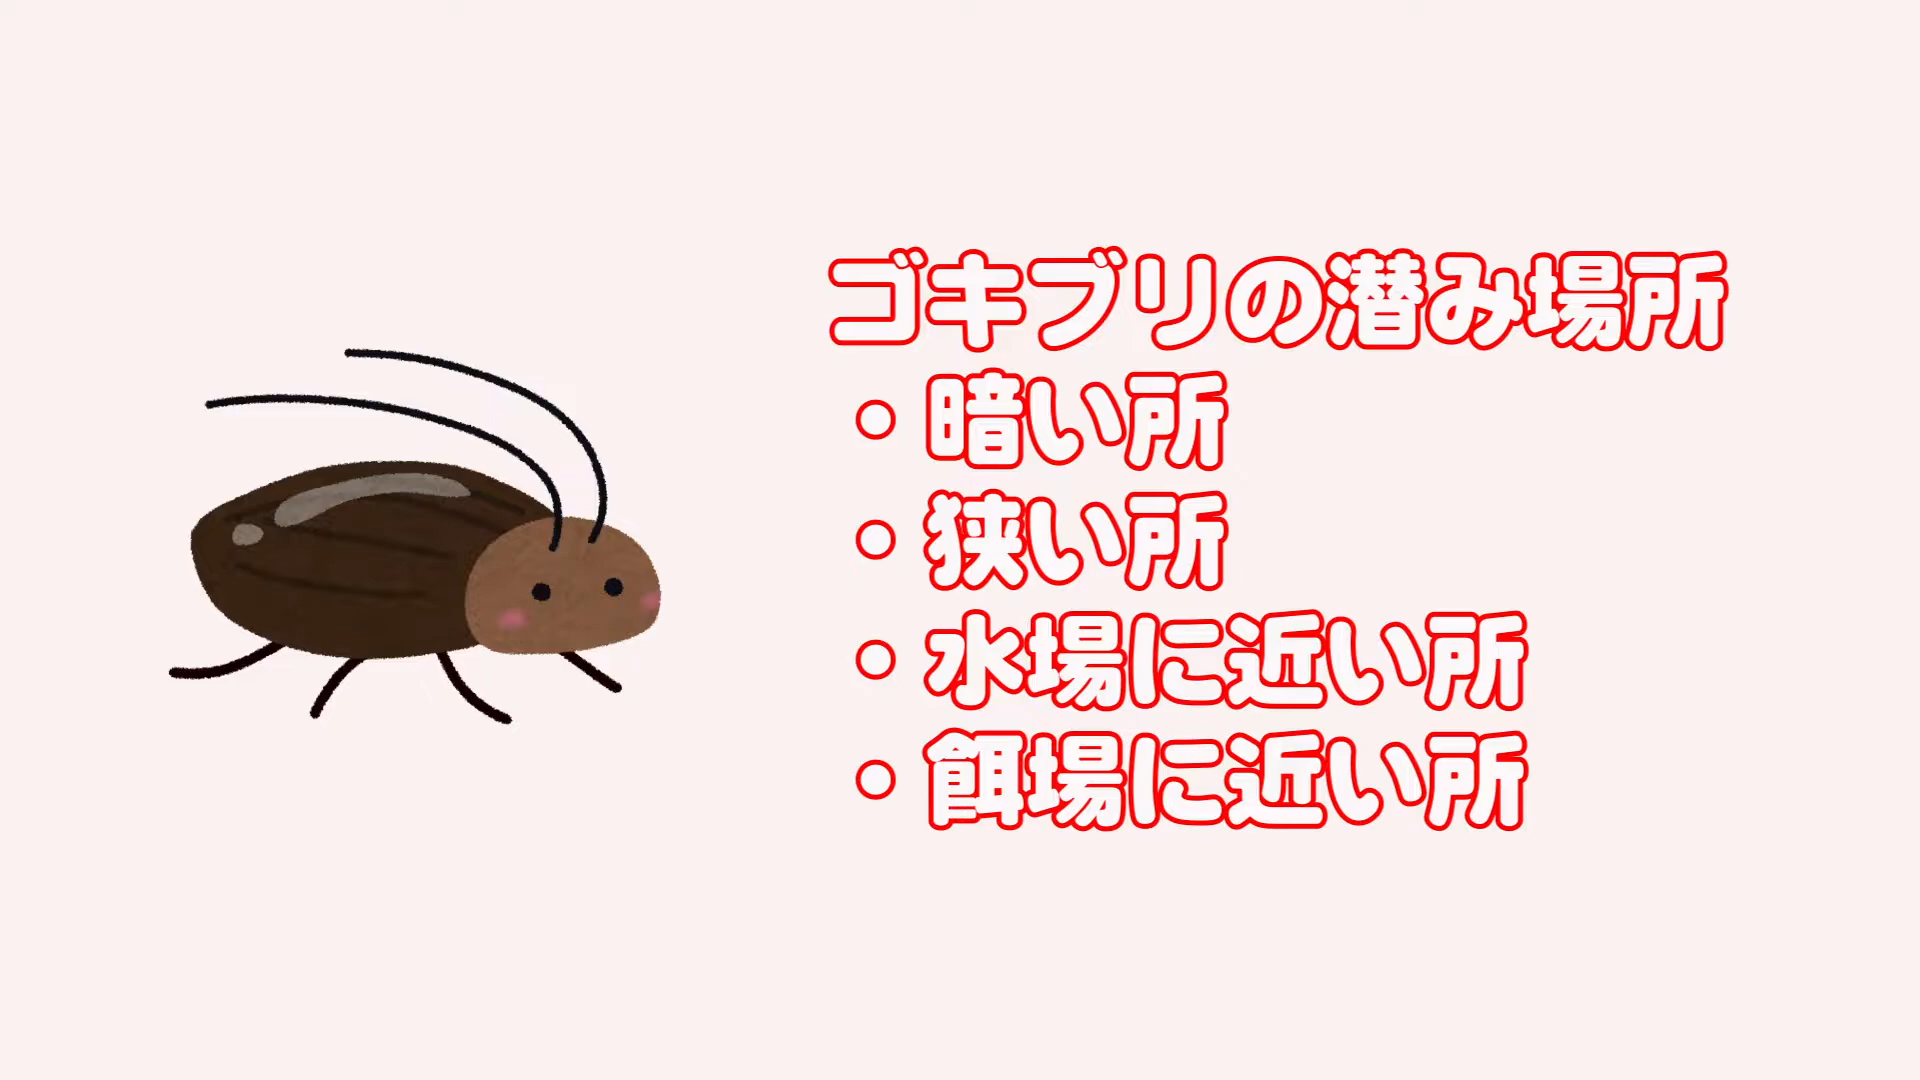 ゴキブリの潜み場所
・暗い所
・狭い所
・水場に近い所
・餌場に近い所